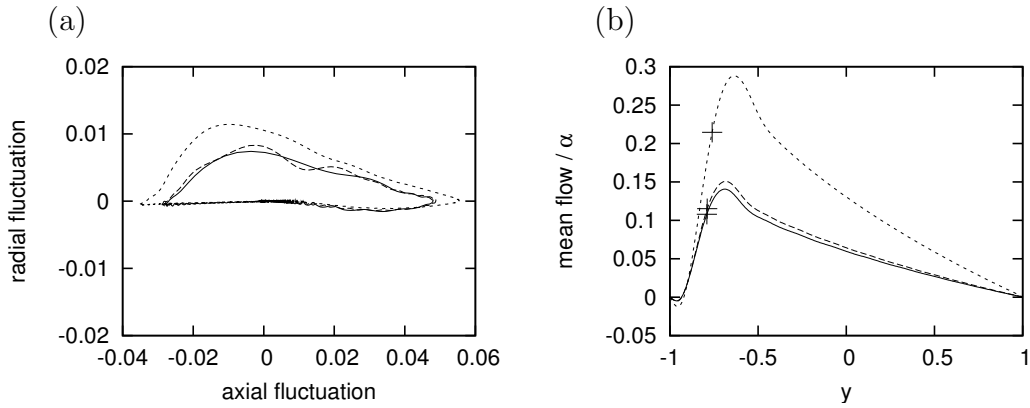 (a)
0.02
0.01
0
-0.01
-0.02
-0.04 -0.02 0 0.02 0.04 0.06
radial fluctuation
axial fluctuation
(b)
0.3
0.25
0.2
0.15
0.1
0.05
0
-0.05
-1 -0.5 0 0.5 1
mean flow / α
y